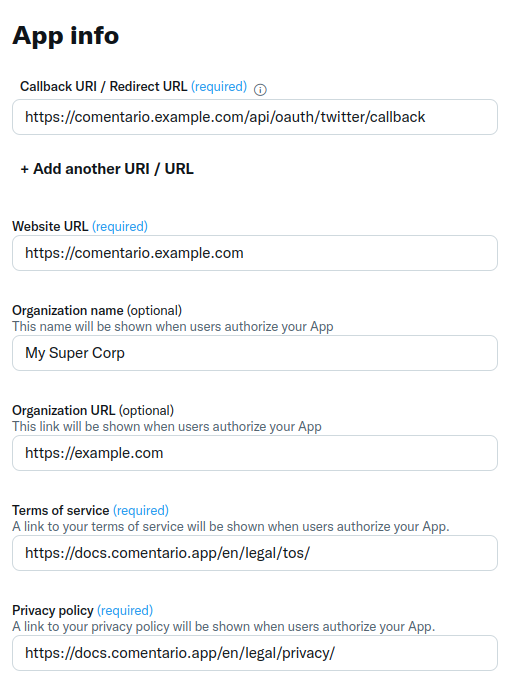 App info
Callback URI / Redirect URL (required)
https://comentario.example.com/api/oauth/twitter/callback
+ Add another URI / URL
Website URL (required)
https://comentario.example.com
Organization name (optional)
This name will be shown when users authorize your App
My Super Corp
Organization URL (optional)
This link will be shown when users authorize your App
https://example.com
Terms of service (required)
A link to your terms of service will be shown when users authorize your App.
https://docs.comentario.app/en/legal/tos/
Privacy policy (required)
A link to your privacy policy will be shown when users authorize your App.
https://docs.comentario.app/en/legal/privacy/